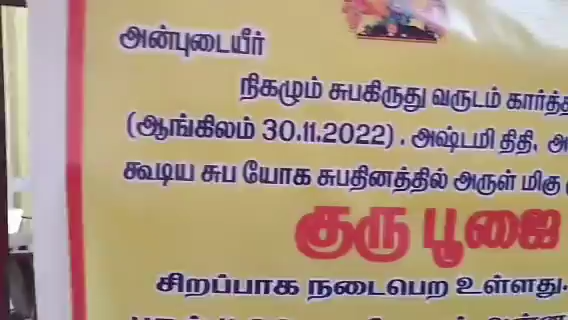 அன்புடையீர்
நிகழும் சுபகிருது வருடம்
(ஆங்கிலம் 30.11.2022) . அஷ்டமி திதி,
கூடிய சுப யோக சுபதினத்தில் அருள் மிகு
குரு பூஜை
சிறப்பாக நடைபெற உள்ளது.